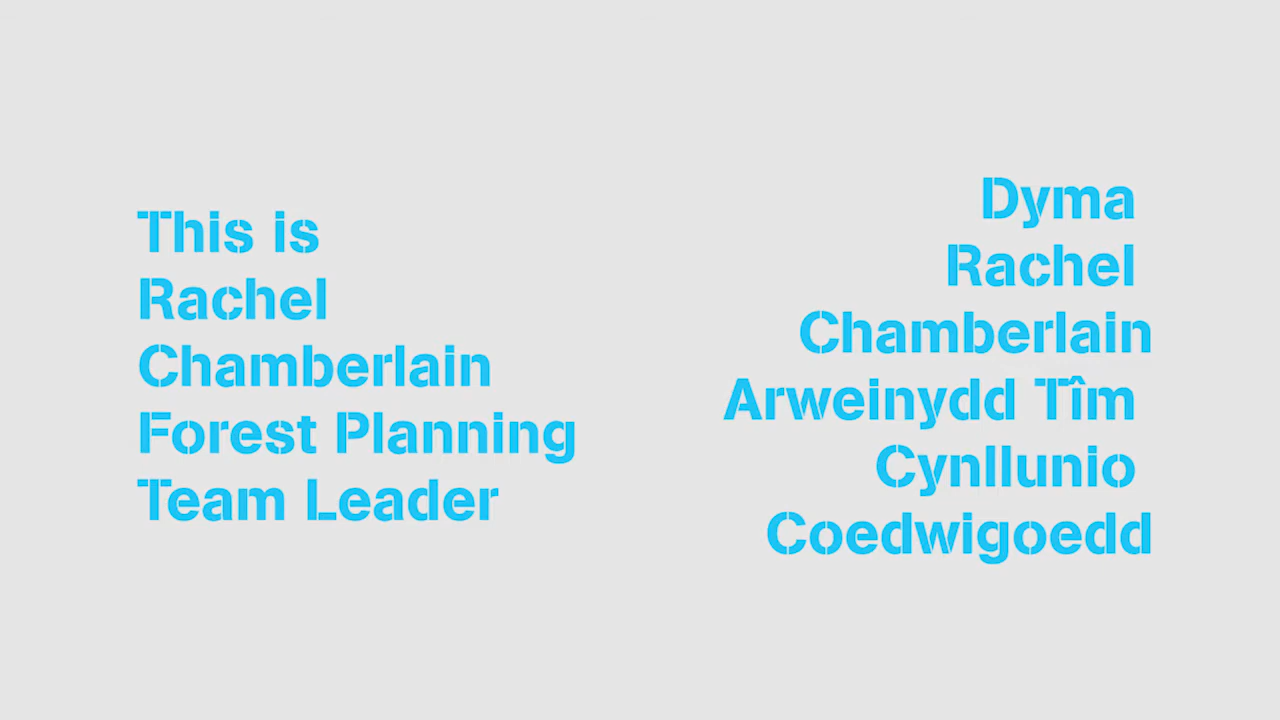 This is
Rachel
Chamberlain
Forest Planning
Team Leader
Dyma
Rachel
Chamberlain
Arweinydd Tîm
Cynllunio
Coedwigoedd